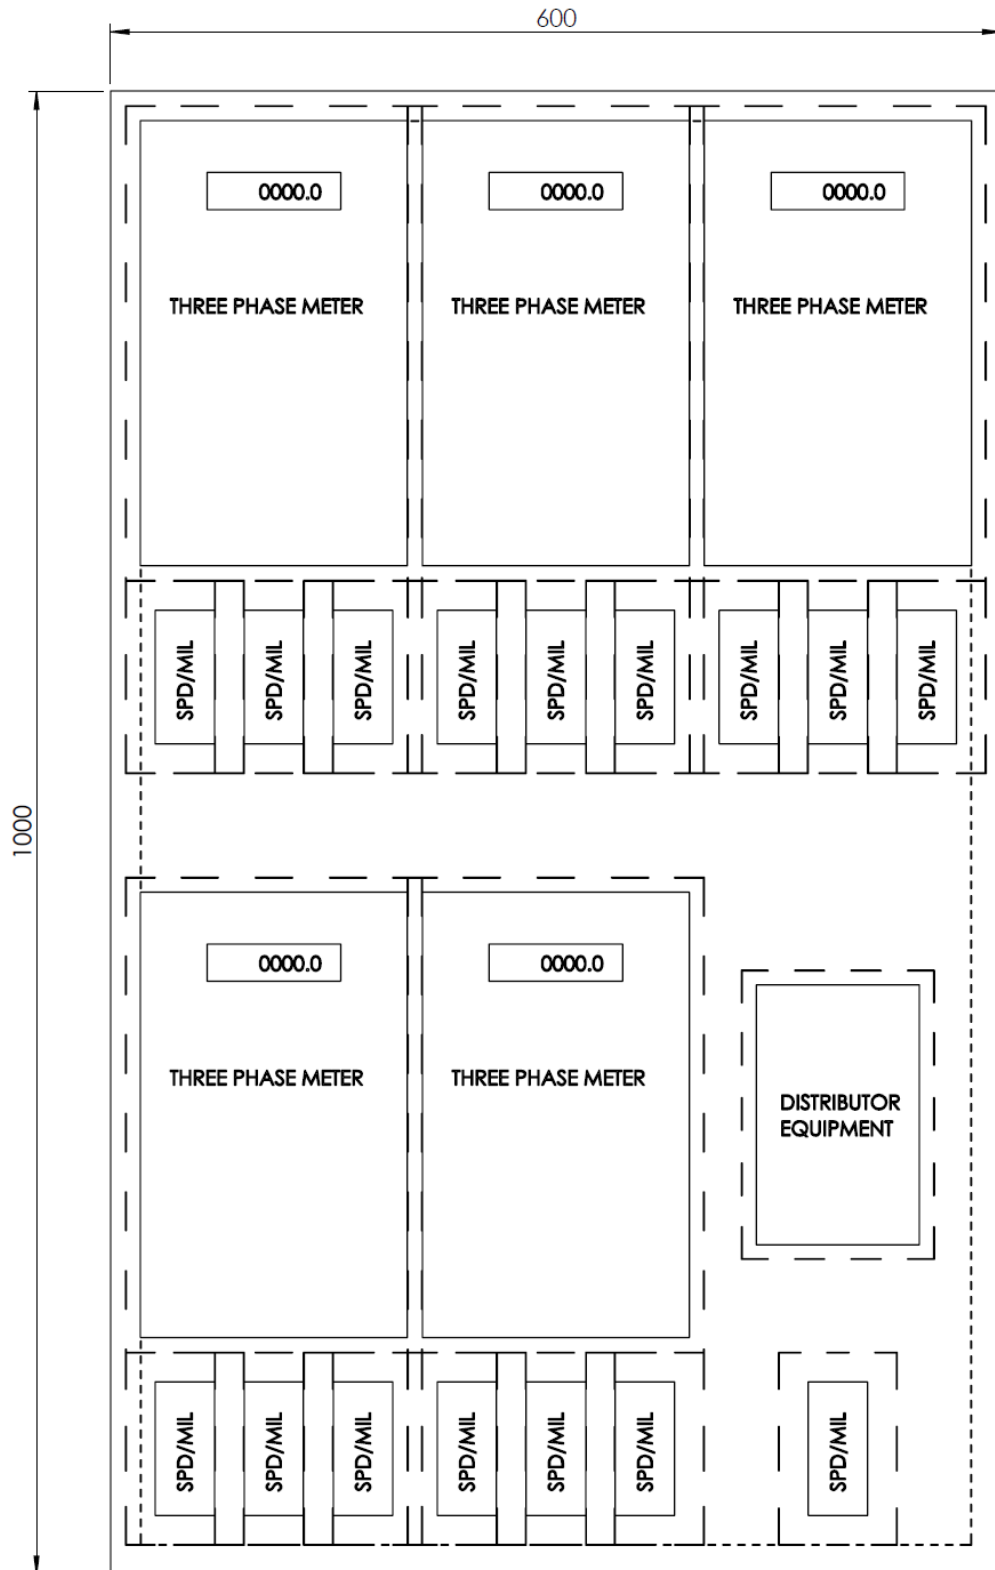 600
0000.0 0000.0 0000.0
THREE PHASE METER THREE PHASE METER THREE PHASE METER
SPD/MIL SPD/MIL SPD/MIL SPD/MIL SPD/MIL SPD/MIL SPD/MIL SPD/MIL SPD/MIL
1000
0000.0 0000.0
THREE PHASE METER THREE PHASE METER
DISTRIBUTOR
EQUIPMENT
SPD/MIL SPD/MIL SPD/MIL SPD/MIL SPD/MIL SPD/MIL SPD/MIL